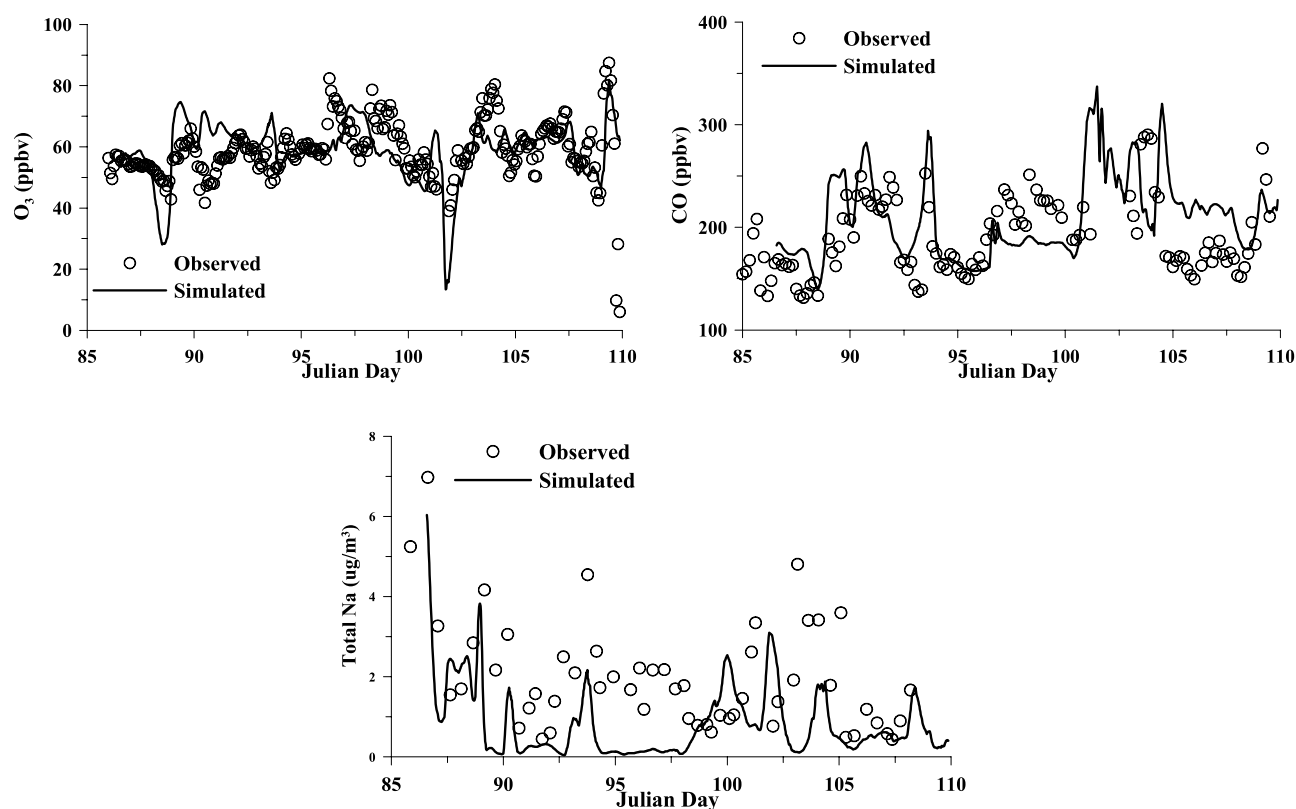 100
80
60
40
20
0
O3 (ppbv)
Observed
Simulated
85 90 95 100 105 110
Julian Day
400
300
200
100
CO (ppbv)
Observed
Simulated
85 90 95 100 105 110
Julian Day
8
6
4
2
0
Total Na (ug/m³)
Observed
Simulated
85 90 95 100 105 110
Julian Day